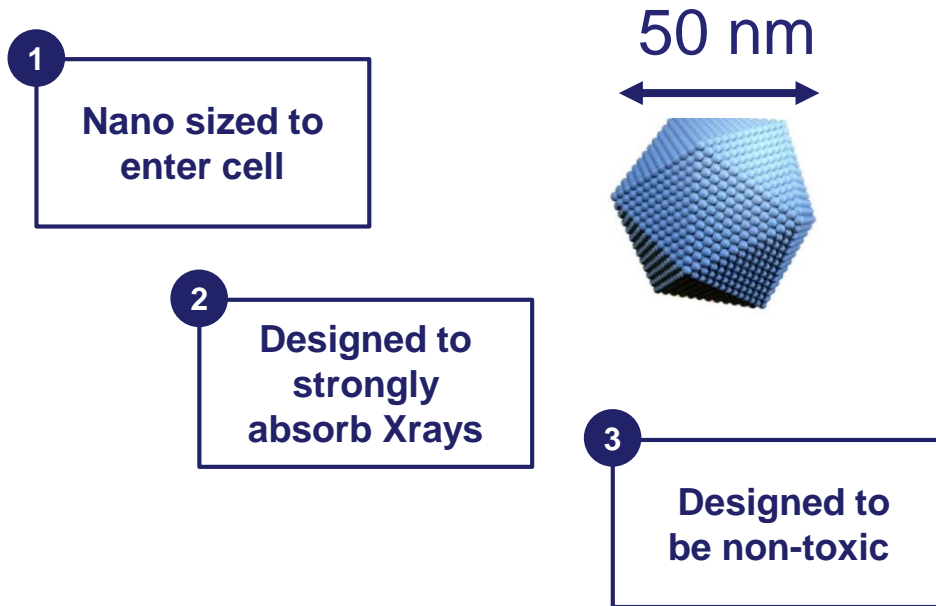 50 nm
1
Nano sized to
enter cell
2
Designed to
strongly
absorb Xrays
3
Designed to
be non-toxic